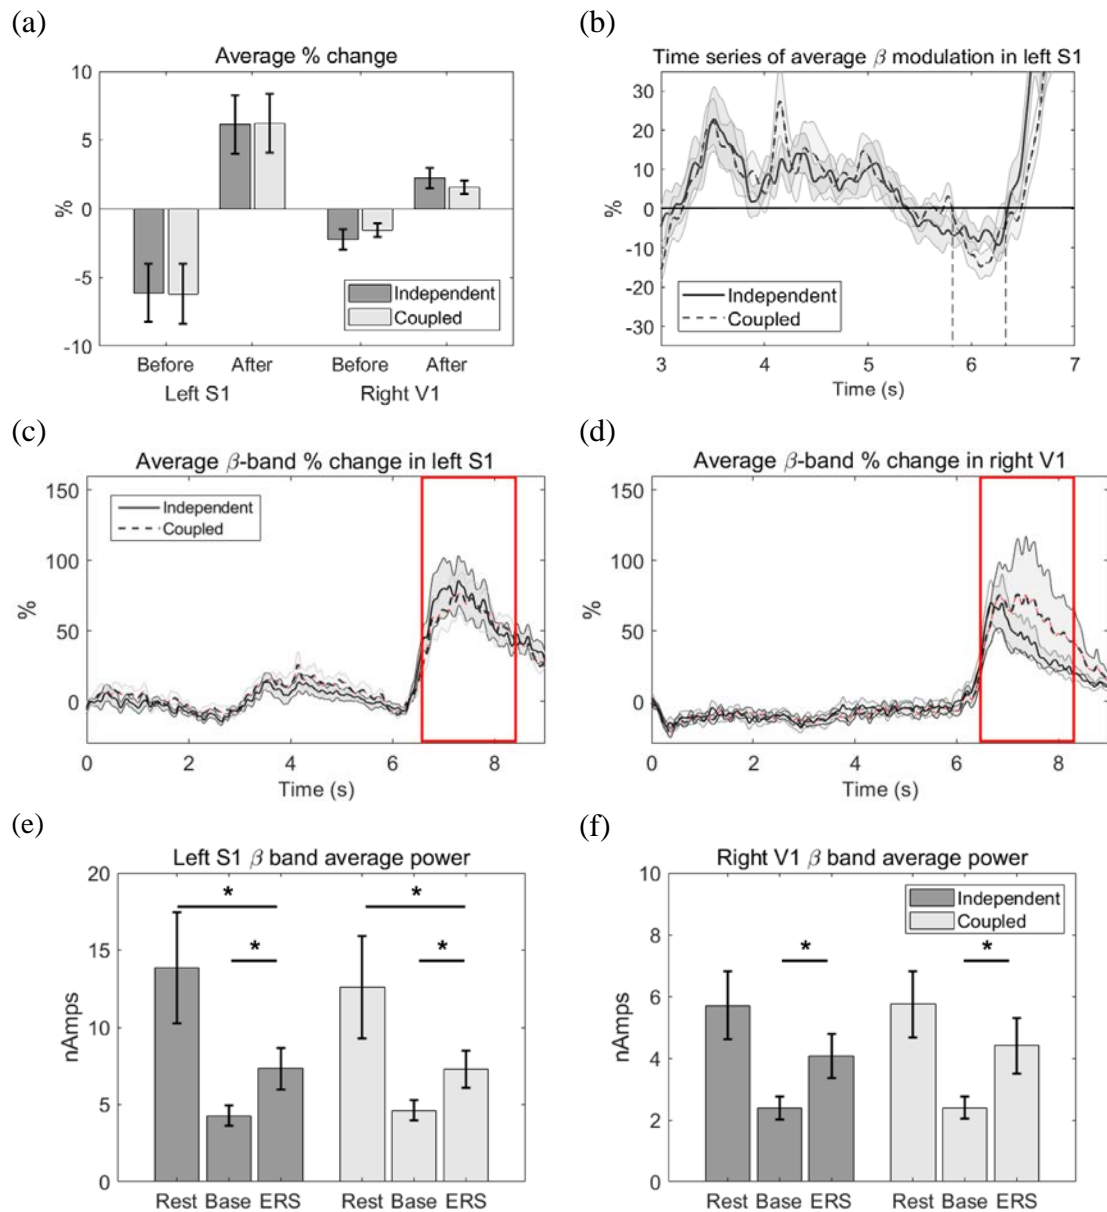 (a)
Average % change
10
5
0
-5
-10
%
Independent
Coupled
Before After Before After
Left S1 Right V1
(b)
Time series of average β modulation in left S1
30
20
10
0
-10
-20
-30
%
Independent
Coupled
3 4 5 6 7
Time (s)
(c)
Average β-band % change in left S1
150
100
50
0
%
Independent
Coupled
0 2 4 6 8
Time (s)
(d)
Average β-band % change in right V1
150
100
50
0
%
0 2 4 6 8
Time (s)
(e)
Left S1 β band average power
20
15
10
5
0
nAmps
* *
* *
Rest Base ERS Rest Base ERS
(f)
Right V1 β band average power
10
8
6
4
2
0
nAmps
Independent
Coupled
* *
Rest Base ERS Rest Base ERS